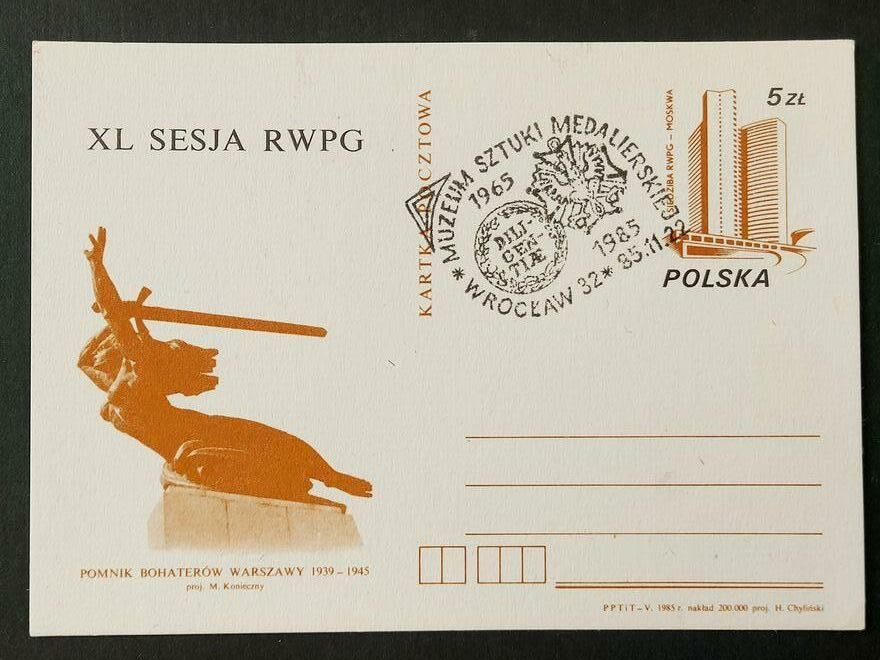 XL SESJA RWPG
POMNIK BOHATERÓW WARSZAWY 1939 – 1945
proj. M. Konieczny
KARTKA POCZTOWA
* MUZEUM SZTUKI MEDALIERSKIEJ
1965
DILI-
GEN-
TIÆ
1985
* WROCŁAW 32 * 85.11.22
SIEDZIBA RWPG – MOSKWA
5 ZŁ
POLSKA
PPTiT – V. 1985 r. nakład 200.000 proj. H. Chyliński